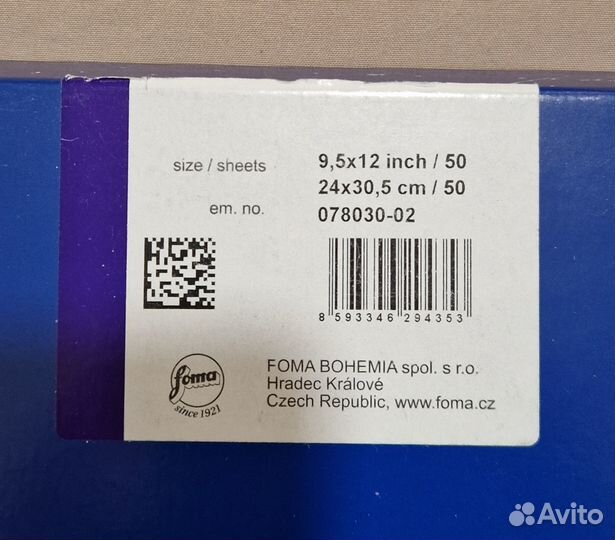 size / sheets 9,5x12 inch / 50
24x30,5 cm / 50
em. no. 078030-02
8 593346 294353
foma
since 1921
FOMA BOHEMIA spol. s r.o.
Hradec Králové
Czech Republic, www.foma.cz
Avito